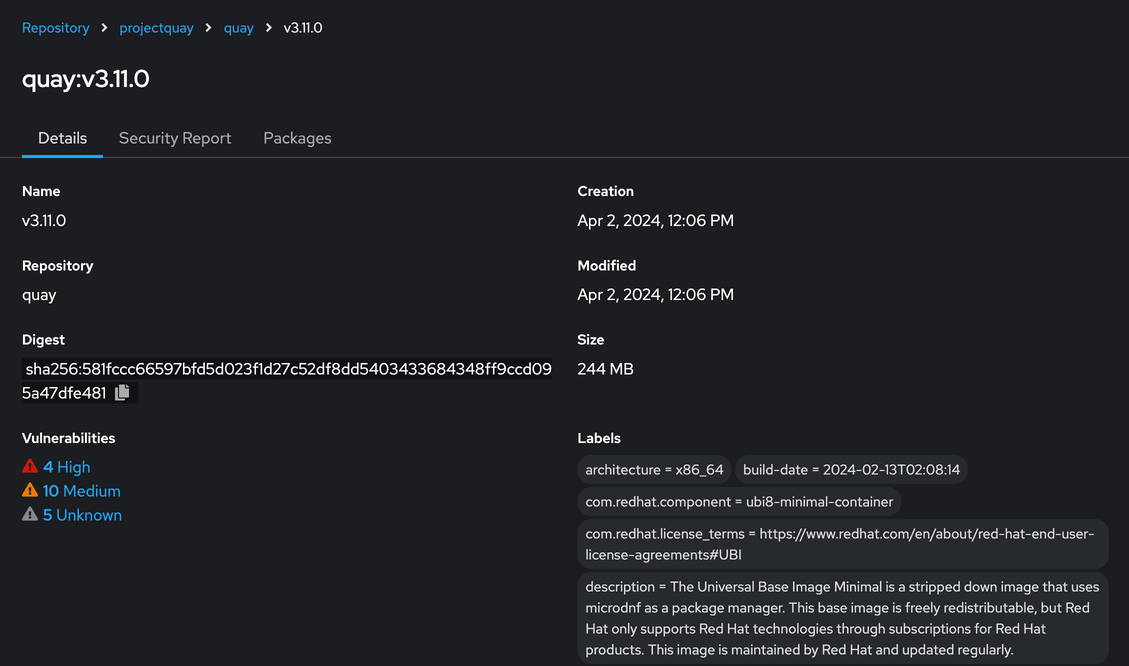 Repository > projectquay > quay > v3.11.0
quay:v3.11.0
Details Security Report Packages
Name
v3.11.0
Creation
Apr 2, 2024, 12:06 PM
Repository
quay
Modified
Apr 2, 2024, 12:06 PM
Digest
sha256:581fccc66597bfd5d023f1d27c52df8dd5403433684348ff9ccd09
5a47dfe481
Size
244 MB
Vulnerabilities
4 High
10 Medium
5 Unknown
Labels
architecture = x86_64 build-date = 2024-02-13T02:08:14
com.redhat.component = ubi8-minimal-container
com.redhat.license_terms = https://www.redhat.com/en/about/red-hat-end-user-
license-agreements#UBI
description = The Universal Base Image Minimal is a stripped down image that uses
microdnf as a package manager. This base image is freely redistributable, but Red
Hat only supports Red Hat technologies through subscriptions for Red Hat
products. This image is maintained by Red Hat and updated regularly.